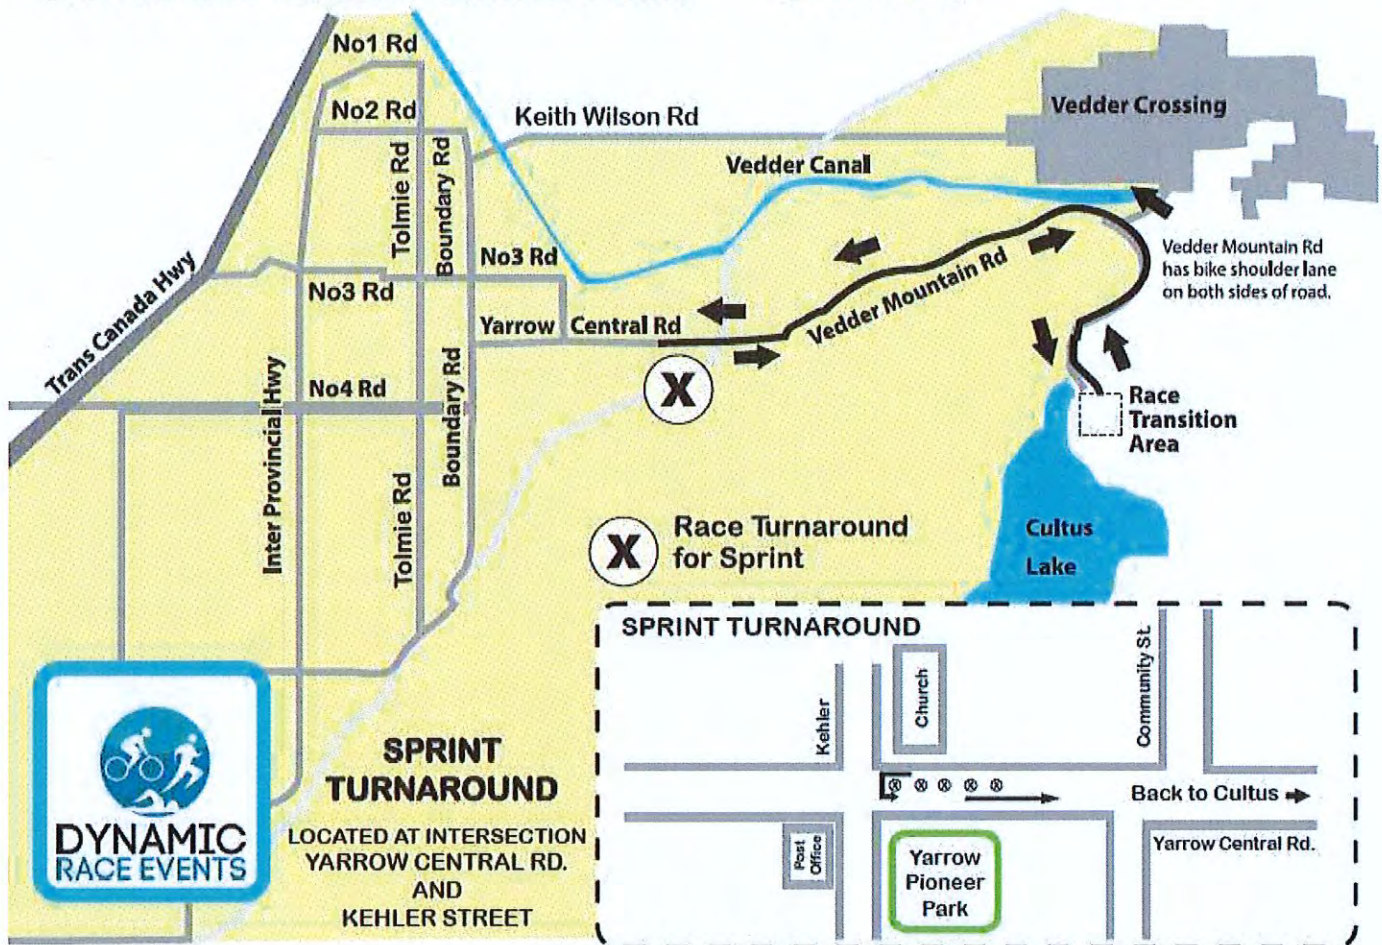 No1 Rd
No2 Rd
Keith Wilson Rd
Vedder Crossing
Tolmie Rd
Boundary Rd
Vedder Canal
Trans Canada Hwy
No3 Rd
No3 Rd
Vedder Mountain Rd
Vedder Mountain Rd
has bike shoulder lane
on both sides of road.
Yarrow Central Rd
Inter Provincial Hwy
No4 Rd
Boundary Rd
Tolmie Rd
X
Race
Transition
Area
X
Race Turnaround
for Sprint
Cultus
Lake
SPRINT TURNAROUND
Kehler
Church
Community St.
Back to Cultus
Post
Office
Yarrow
Pioneer
Park
Yarrow Central Rd.
DYNAMIC
RACE EVENTS
SPRINT
TURNAROUND
LOCATED AT INTERSECTION
YARROW CENTRAL RD.
AND
KEHLER STREET